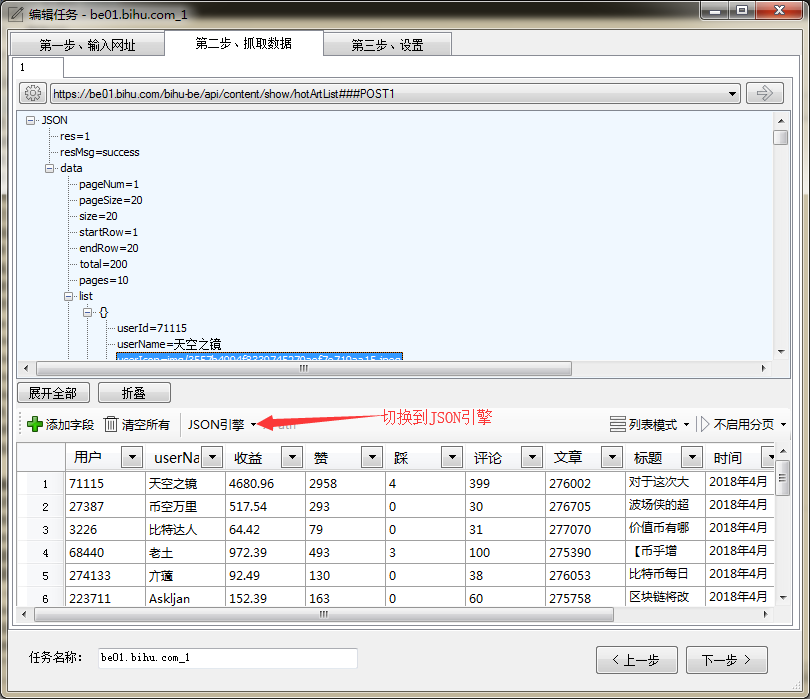 编辑任务 - be01.bihu.com_1
第一步、输入网址 第二步、抓取数据 第三步、设置
1
https://be01.bihu.com/bihu-be/api/content/show/hotArtList###POST1
JSON
res=1
resMsg=success
data
pageNum=1
pageSize=20
size=20
startRow=1
endRow=20
total=200
pages=10
list
{}
userId=71115
userName=天空之镜
展开全部 折叠
添加字段 清空所有 JSON引擎 切换到JSON引擎 列表模式 不启用分页
用户 userNa 收益 赞 踩 评论 文章 标题 时间
1 71115 天空之镜 4680.96 2958 4 399 276002 对于这次大 2018年4月
2 27387 币空万里 517.54 293 0 30 276705 波场侠的超 2018年4月
3 3226 比特达人 64.42 79 0 31 277070 价值币有哪 2018年4月
4 68440 老土 972.39 493 3 100 275390 【币乎增 2018年4月
5 274133 92.49 130 0 38 276053 比特币每日 2018年4月
6 223711 Askljan 152.39 163 0 60 275758 区块链将改 2018年4月
任务名称: be01.bihu.com_1 上一步 下一步